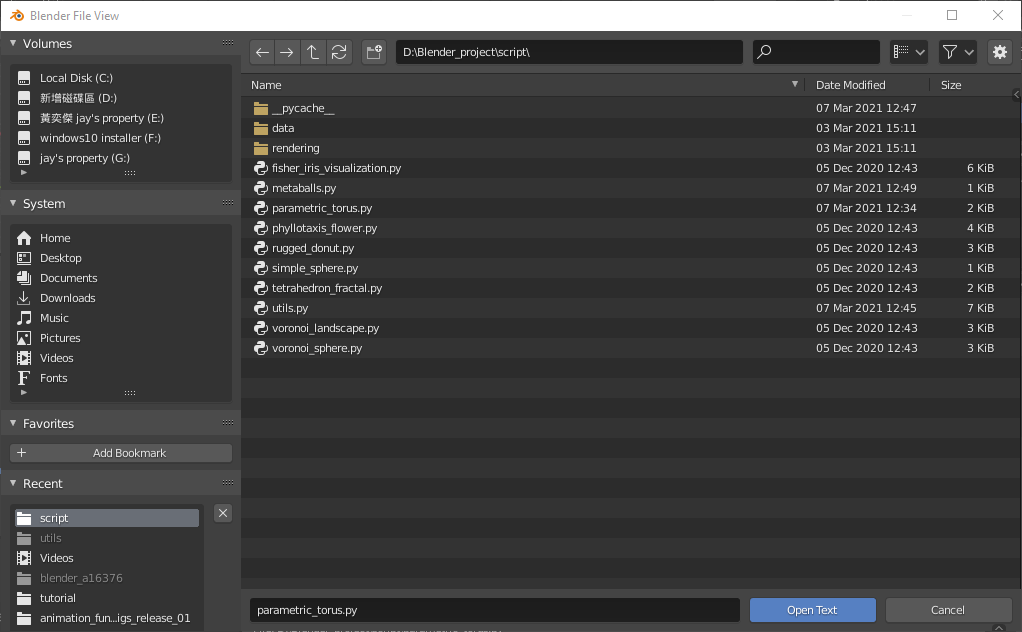 Blender File View
Volumes
Local Disk (C:)
新增磁碟區 (D:)
黃奕傑 jay's property (E:)
windows10 installer (F:)
jay's property (G:)
System
Home
Desktop
Documents
Downloads
Music
Pictures
Videos
Fonts
Favorites
Add Bookmark
Recent
script
utils
Videos
blender_a16376
tutorial
animation_fun...igs_release_01
D:\Blender_project\script\
Name Date Modified Size
__pycache__ 07 Mar 2021 12:47
data 03 Mar 2021 15:11
rendering 03 Mar 2021 15:11
fisher_iris_visualization.py 05 Dec 2020 12:43 6 KiB
metaballs.py 07 Mar 2021 12:49 1 KiB
parametric_torus.py 07 Mar 2021 12:34 2 KiB
phyllotaxis_flower.py 05 Dec 2020 12:43 4 KiB
rugged_donut.py 05 Dec 2020 12:43 3 KiB
simple_sphere.py 05 Dec 2020 12:43 1 KiB
tetrahedron_fractal.py 05 Dec 2020 12:43 2 KiB
utils.py 07 Mar 2021 12:45 7 KiB
voronoi_landscape.py 05 Dec 2020 12:43 3 KiB
voronoi_sphere.py 05 Dec 2020 12:43 3 KiB
parametric_torus.py
Open Text
Cancel